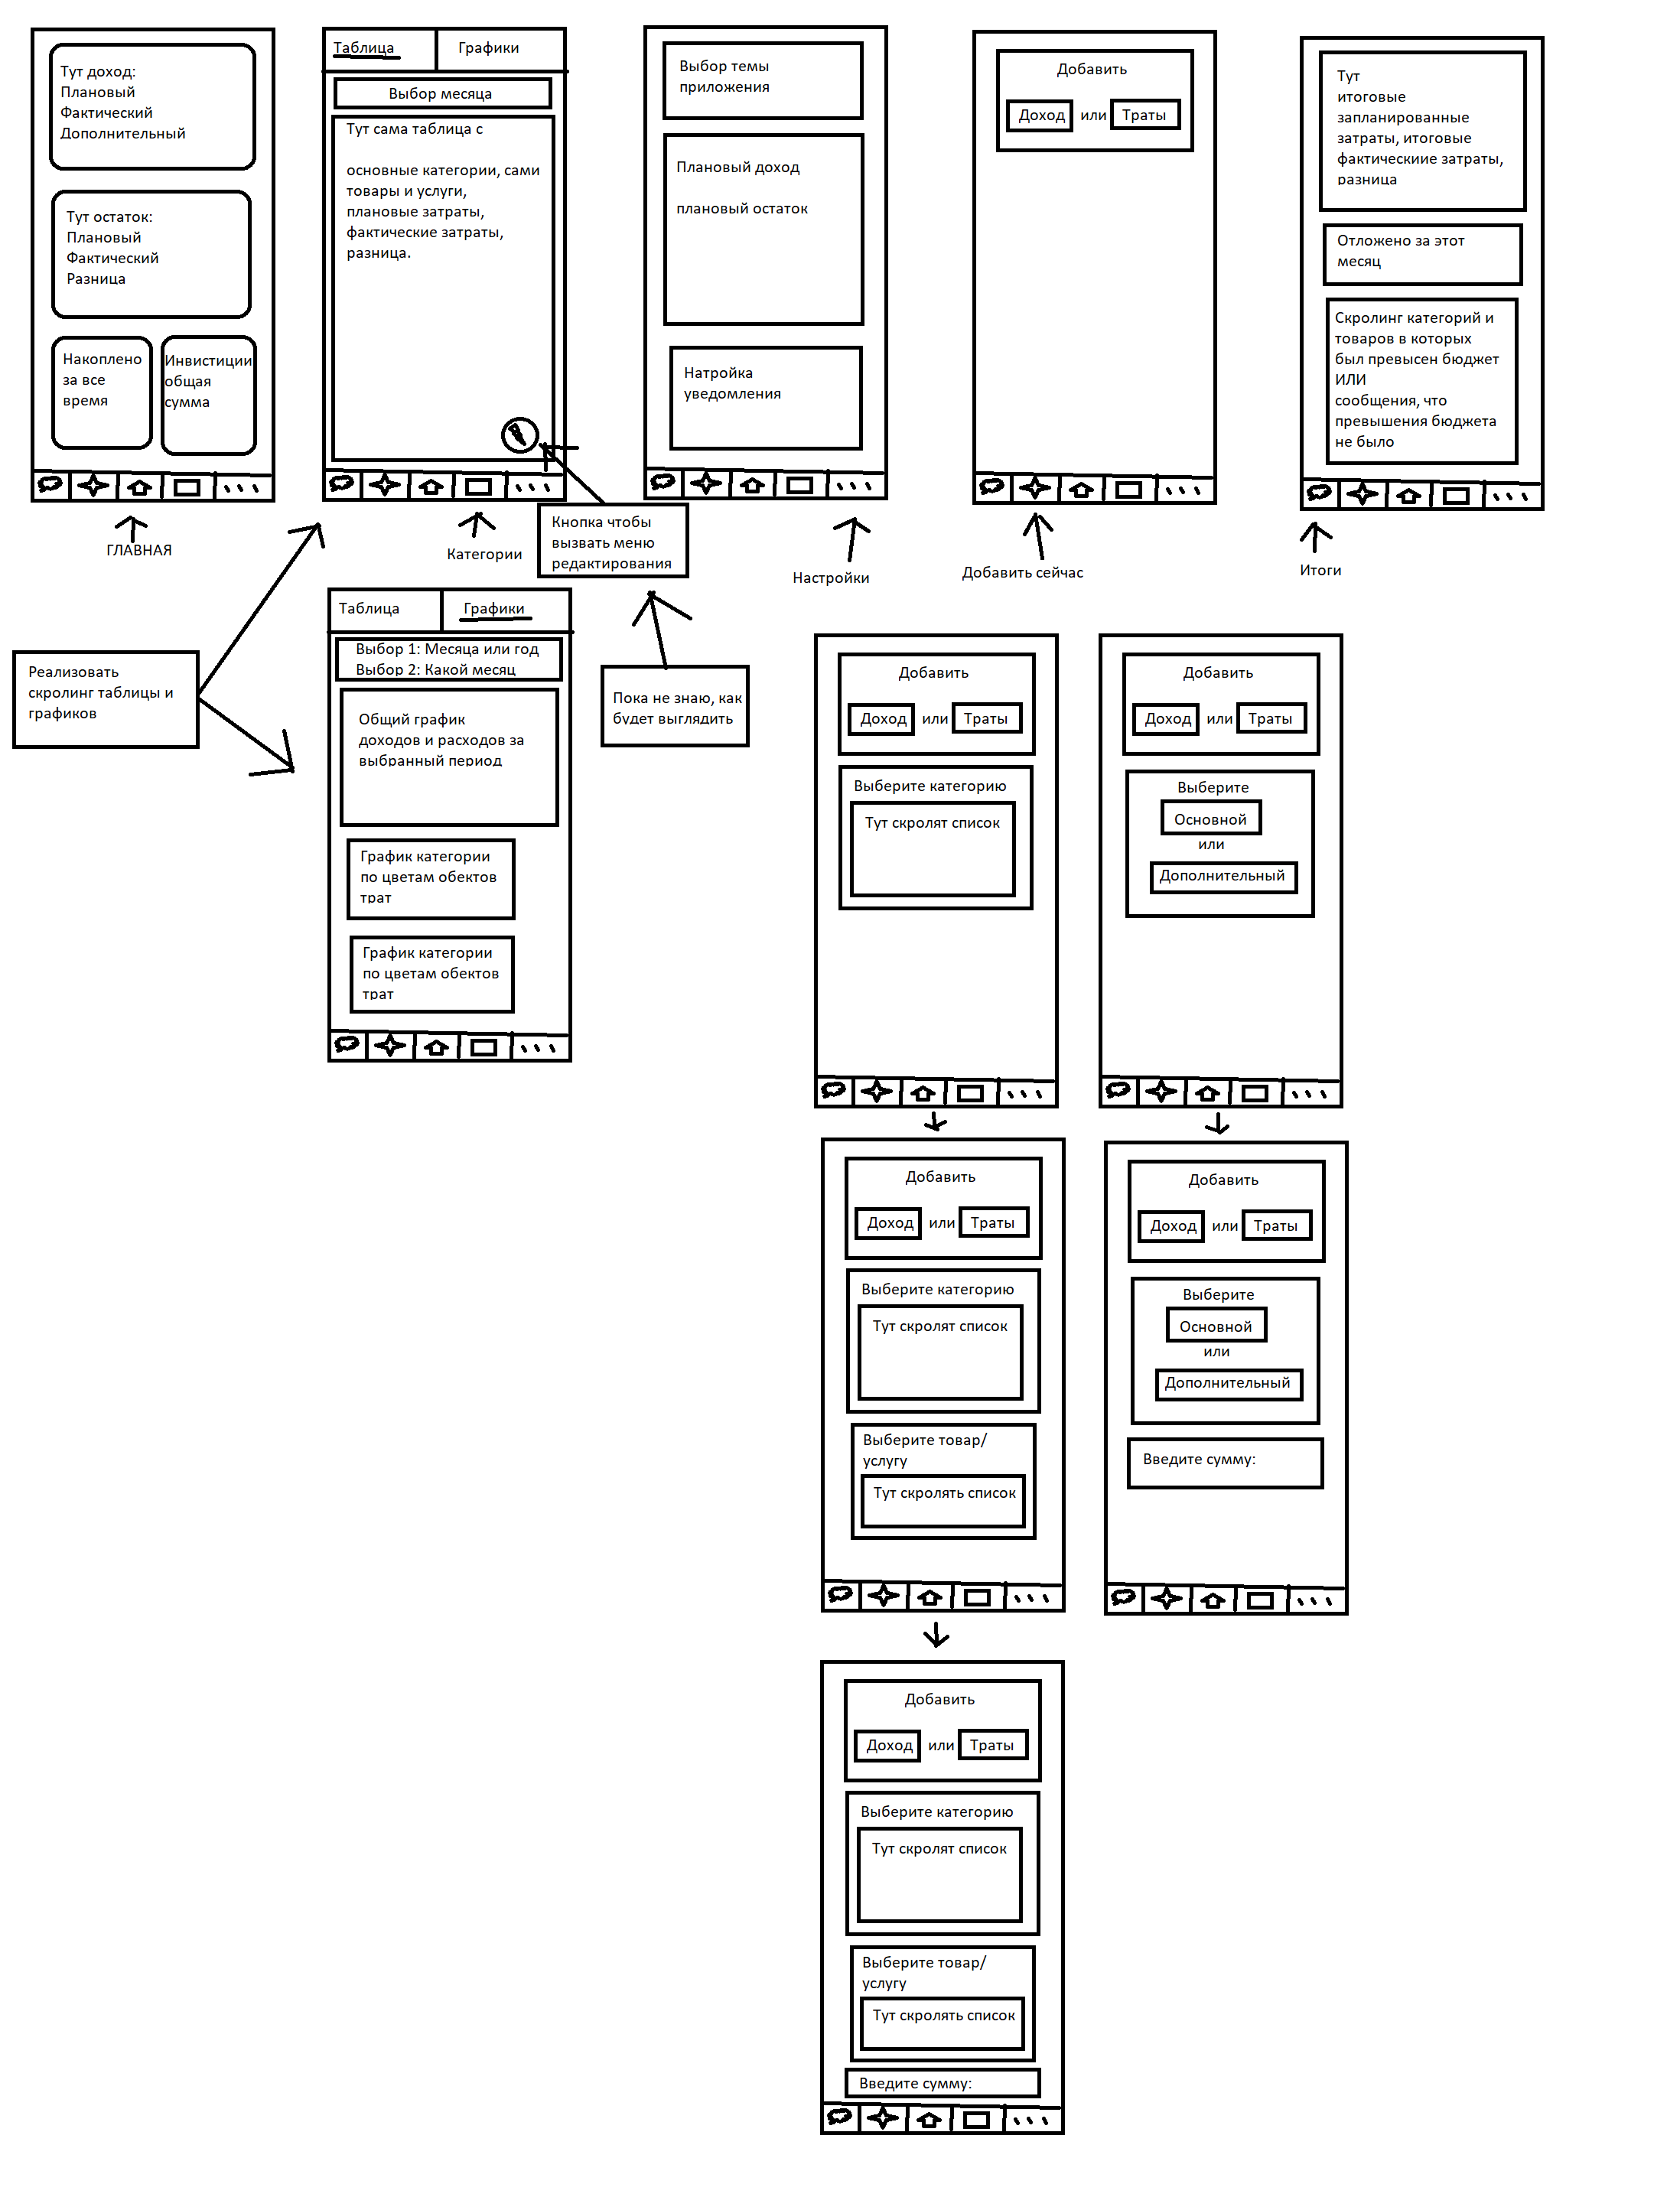 Тут доход:
Плановый
Фактический
Дополнительный
Тут остаток:
Плановый
Фактический
Разница
Накоплено
за все
время
Инвистиции
общая
сумма
ГЛАВНАЯ
Таблица
Графики
Выбор месяца
Тут сама таблица с
основные категории, сами
товары и услуги,
плановые затраты,
фактические затраты,
разница.
Категории
Кнопка чтобы
вызвать меню
редактирования
Пока не знаю, как
будет выглядить
Выбор темы
приложения
Плановый доход
плановый остаток
Натройка
уведомления
Настройки
Добавить
Доход или Траты
Добавить сейчас
Тут
итоговые
запланированные
затраты, итоговые
фактическиие затраты,
разница
Отложено за этот
месяц
Скролинг категорий и
товаров в которых
был превысен бюджет
ИЛИ
сообщения, что
превышения бюджета
не было
Итоги
Реализовать
скролинг таблицы и
графиков
Таблица
Графики
Выбор 1: Месяца или год
Выбор 2: Какой месяц
Общий график
доходов и расходов за
выбранный период
График категории
по цветам обектов
трат
График категории
по цветам обектов
трат
Добавить
Доход или Траты
Выберите категорию
Тут скролят список
Добавить
Доход или Траты
Выберите
Основной
или
Дополнительный
Добавить
Доход или Траты
Выберите категорию
Тут скролят список
Выберите товар/
услугу
Тут скролять список
Добавить
Доход или Траты
Выберите
Основной
или
Дополнительный
Введите сумму:
Добавить
Доход или Траты
Выберите категорию
Тут скролят список
Выберите товар/
услугу
Тут скролять список
Введите сумму: